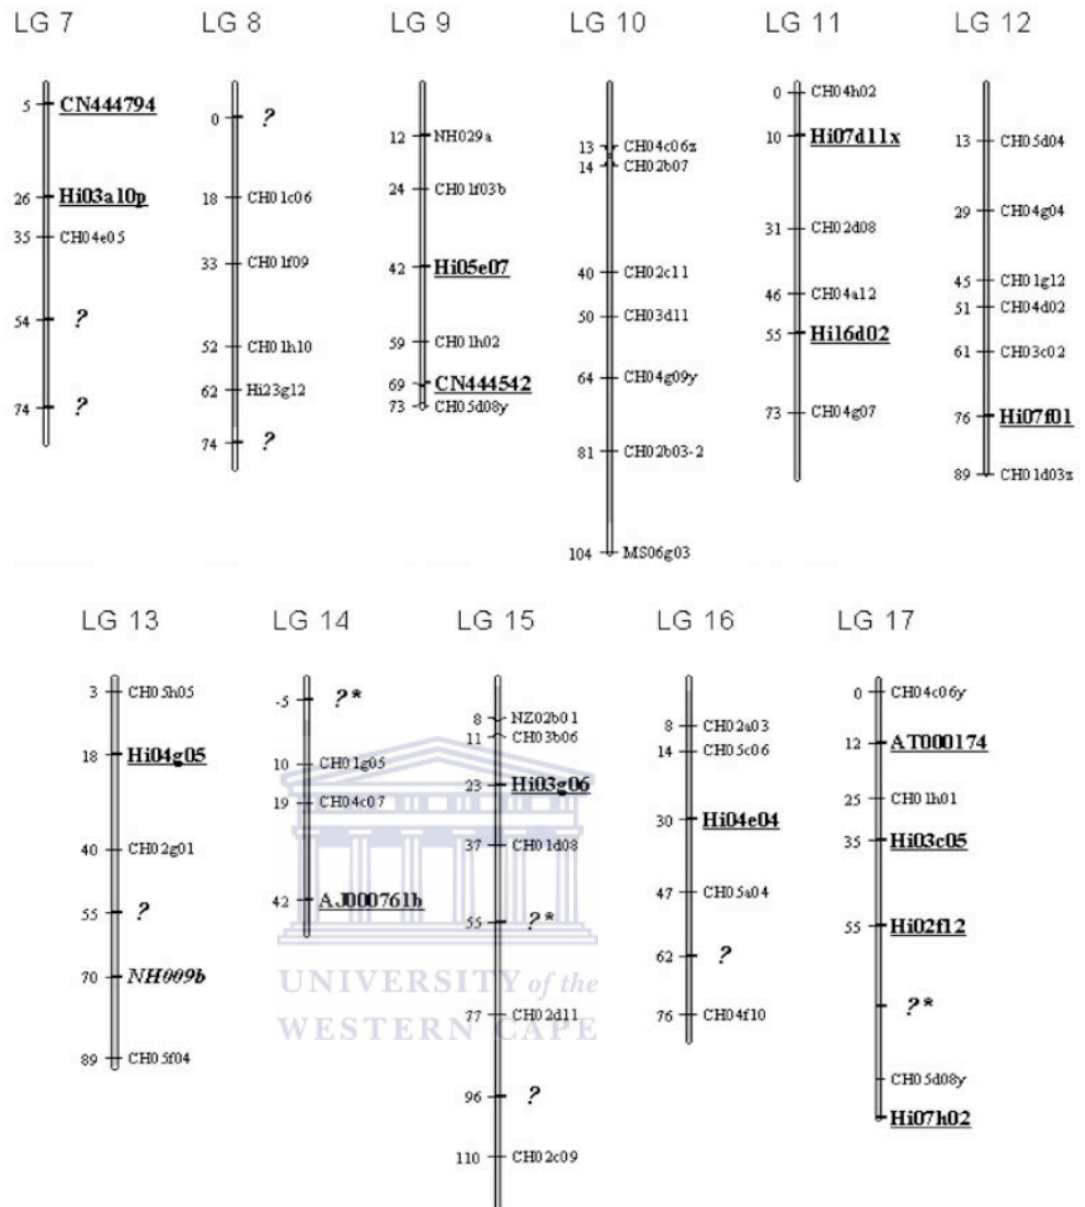 LG 7
5 CN444794
26 Hi03a10p
35 CH04e05
54 ?
74 ?
LG 8
0 ?
18 CH01c06
33 CH01f09
52 CH01h10
62 Hi23g12
74 ?
LG 9
12 NH029a
24 CH01f03b
42 Hi05e07
59 CH01h02
69 CN444542
73 CH05d08y
LG 10
13 CH04c06z
14 CH02b07
40 CH02c11
50 CH03d11
64 CH04g09y
81 CH02b03-2
104 MS06g03
LG 11
0 CH04h02
10 Hi07d11x
31 CH02d08
46 CH04a12
55 Hi16d02
73 CH04g07
LG 12
13 CH05d04
29 CH04g04
45 CH01g12
51 CH04d02
61 CH03c02
76 Hi07f01
89 CH01d03z
LG 13
3 CH05h05
18 Hi04g05
40 CH02g01
55 ?
70 NH009b
89 CH05f04
LG 14
-5 ?*
10 CH01g05
19 CH04c07
42 AJ000761b
LG 15
8 NZ02b01
11 CH03b06
23 Hi03g06
37 CH01d08
55 ?*
77 CH02d11
96 ?
110 CH02c09
LG 16
8 CH02a03
14 CH05c06
30 Hi04e04
47 CH05a04
62 ?
76 CH04f10
LG 17
0 CH04c06y
12 AT000174
25 CH01h01
35 Hi03c05
55 Hi02f12
?*
CH05d08y
Hi07h02
UNIVERSITY of the
WESTERN CAPE